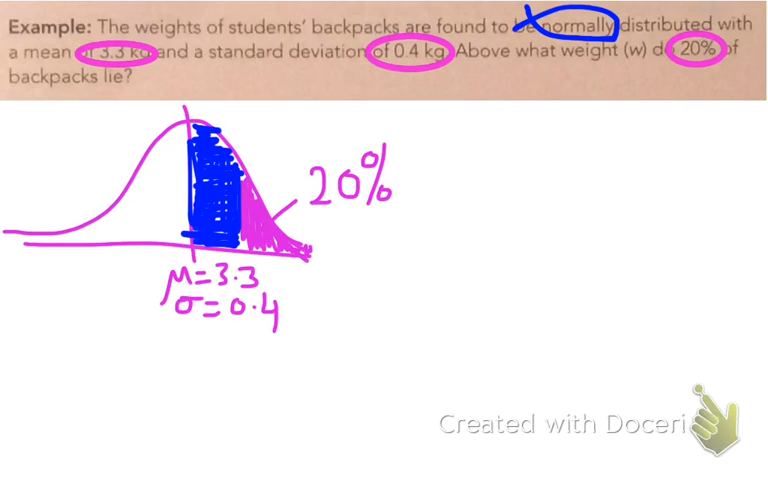 Example: The weights of students' backpacks are found to be normally distributed with
a mean of 3.3 kg and a standard deviation of 0.4 kg. Above what weight (w) do 20% of
backpacks lie?
20%
μ=3.3
σ=0.4
Created with Doceri